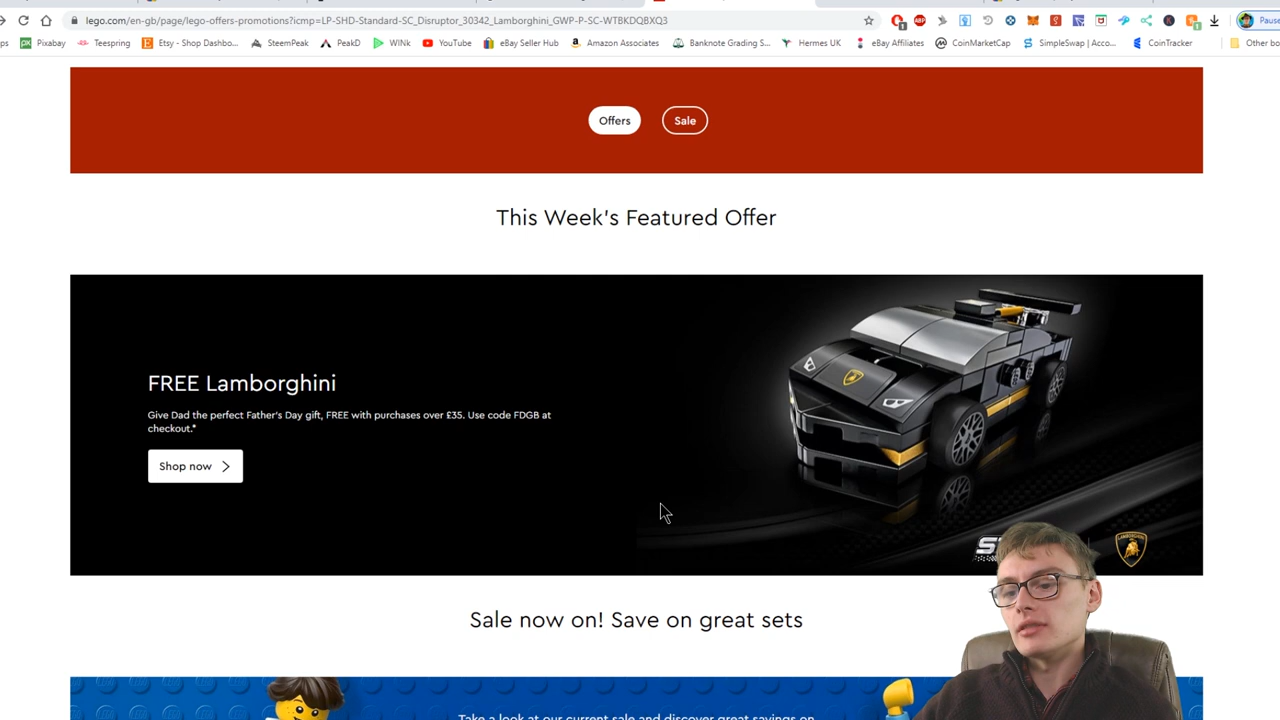 lego.com/en-gb/page/lego-offers-promotions?icmp=LP-SHD-Standard-SC_Disruptor_30342_Lamborghini_GWP-P-SC-WTBKDQBXQ3
Pause
Pixabay Teespring Etsy - Shop Dashbo... SteemPeak PeakD WINk YouTube eBay Seller Hub Amazon Associates Banknote Grading S... Hermes UK eBay Affiliates CoinMarketCap SimpleSwap | Acco... CoinTracker Other bo
Offers Sale
This Week's Featured Offer
FREE Lamborghini
Give Dad the perfect Father's Day gift, FREE with purchases over £35. Use code FDGB at
checkout.*
Shop now
Sale now on! Save on great sets
Take a look at our current sale and discover great savings on